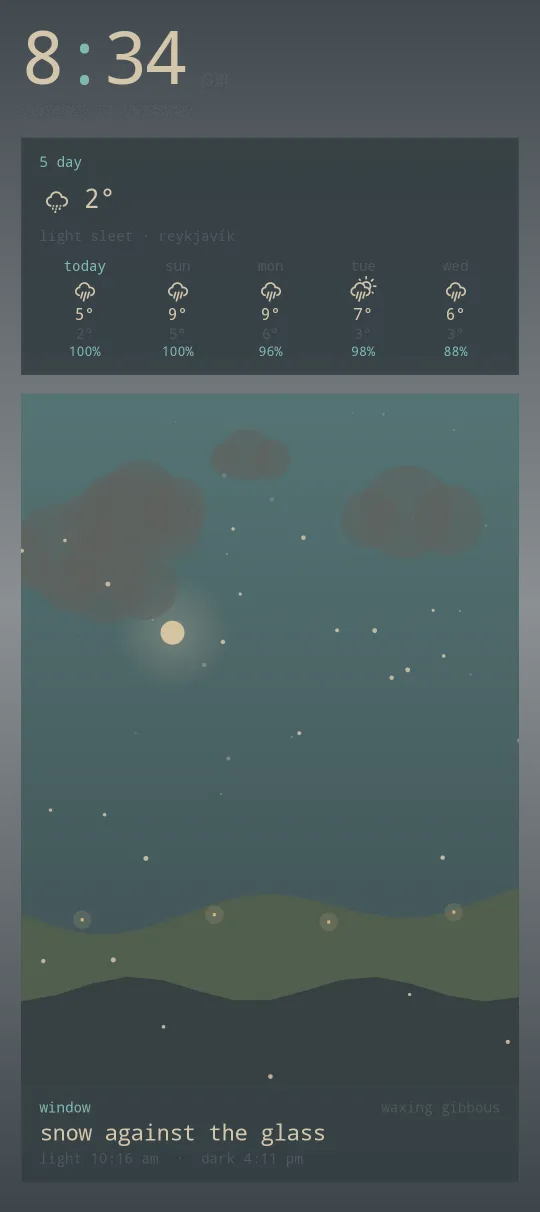 8:34
5 day
2°
light sleet · reykjavík
today sun mon tue wed
5° 9° 9° 7° 6°
2° 5° 6° 3° 3°
100% 100% 96% 98% 88%
window waxing gibbous
snow against the glass
light 10:16 am · dark 4:11 pm